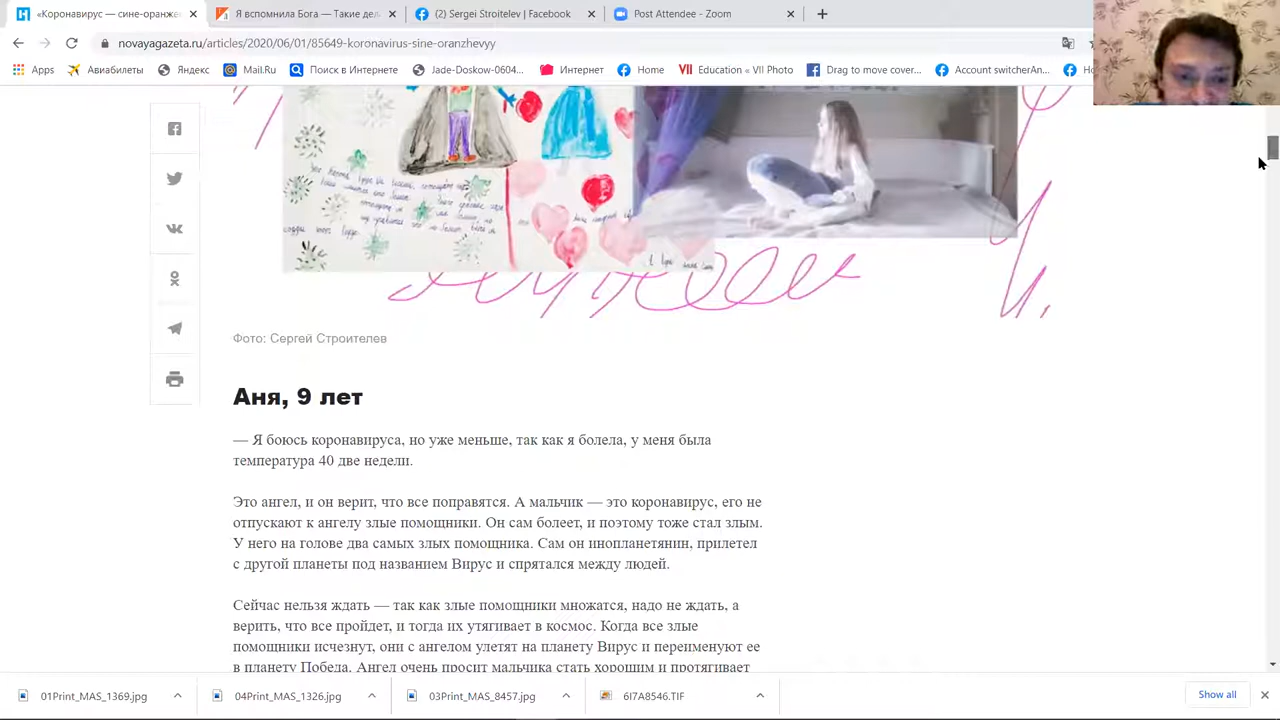 «Коронавирус — сине-оранже
Я вспомнила Бога — Такие дел
(2) Sergei Stroitelev | Facebook
Post Attendee - Zoom
novayagazeta.ru/articles/2020/06/01/85649-koronavirus-sine-oranzhevyy
Apps
Авиабилеты
Яндекс
Mail.Ru
Поиск в Интернете
Jade-Doskow-0604...
Интернет
Home
Education « VII Photo
Drag to move cover...
Account switcherAn...
Фото: Сергей Строителев
Аня, 9 лет
— Я боюсь коронавируса, но уже меньше, так как я болела, у меня была
температура 40 две недели.
Это ангел, и он верит, что все поправятся. А мальчик — это коронавирус, его не
отпускают к ангелу злые помощники. Он сам болеет, и поэтому тоже стал злым.
У него на голове два самых злых помощника. Сам он инопланетянин, прилетел
с другой планеты под названием Вирус и спрятался между людей.
Сейчас нельзя ждать — так как злые помощники множатся, надо не ждать, а
верить, что все пройдет, и тогда их утягивает в космос. Когда все злые
помощники исчезнут, они с ангелом улетят на планету Вирус и переименуют ее
в планету Победа. Ангел очень просит мальчика стать хорошим и протягивает
01Print_MAS_1369.jpg
04Print_MAS_1326.jpg
03Print_MAS_8457.jpg
6I7A8546.TIF
Show all